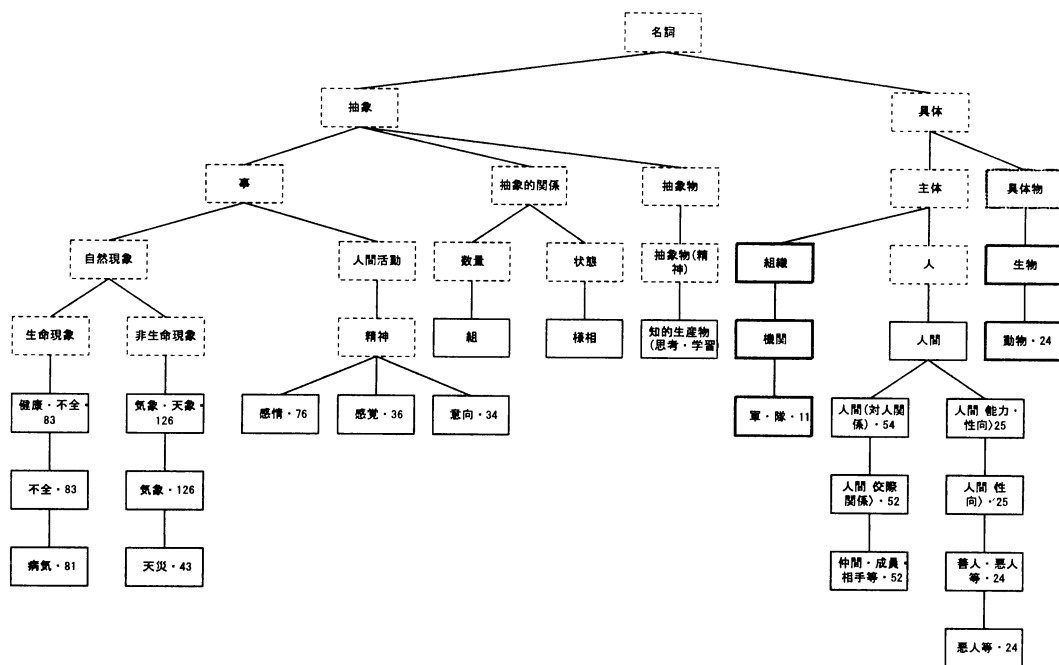 名詞
抽象
具体
事
抽象的関係
抽象物
主体
具体物
自然現象
人間活動
数量
状態
抽象物(精
神)
組織
人
生物
生命現象
非生命現象
精神
組
様相
知的生産物
(思考・学習)
機関
人間
動物・24
健康・不全・
83
気象・天象・
126
感情・76
感覚・36
意向・34
軍・隊・11
人間(対人関
係)・54
人間 能力・
性向〉25
不全・83
気象・126
人間 交際
関係〉・52
人間 性
向〉・25
病気・81
天災・43
仲間・成員・
相手等・52
善人・悪人
等・24
悪人等・24